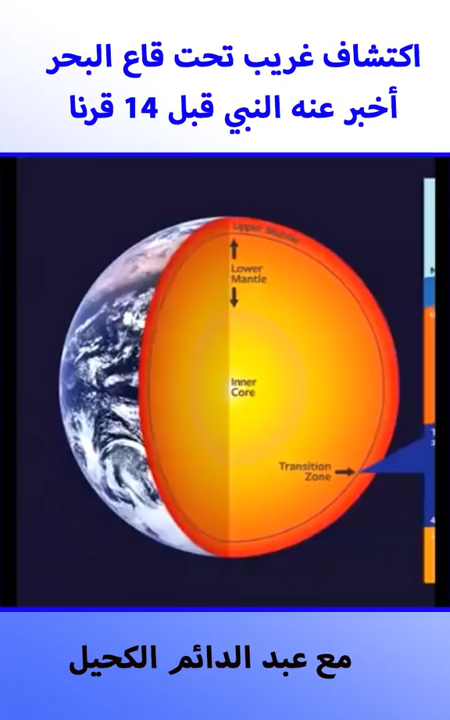 اكتشاف غريب تحت قاع البحر
أخبر عنه النبي قبل 14 قرنا
Upper Mantle
Lower
Mantle
Inner
Core
Transition
Zone
مع عبد الدائم الكحيل